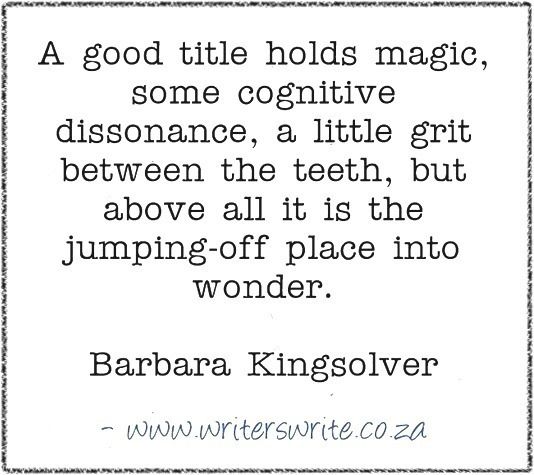 A good title holds magic,
some cognitive
dissonance, a little grit
between the teeth, but
above all it is the
jumping-off place into
wonder.
Barbara Kingsolver
- www.writerswrite.co.za